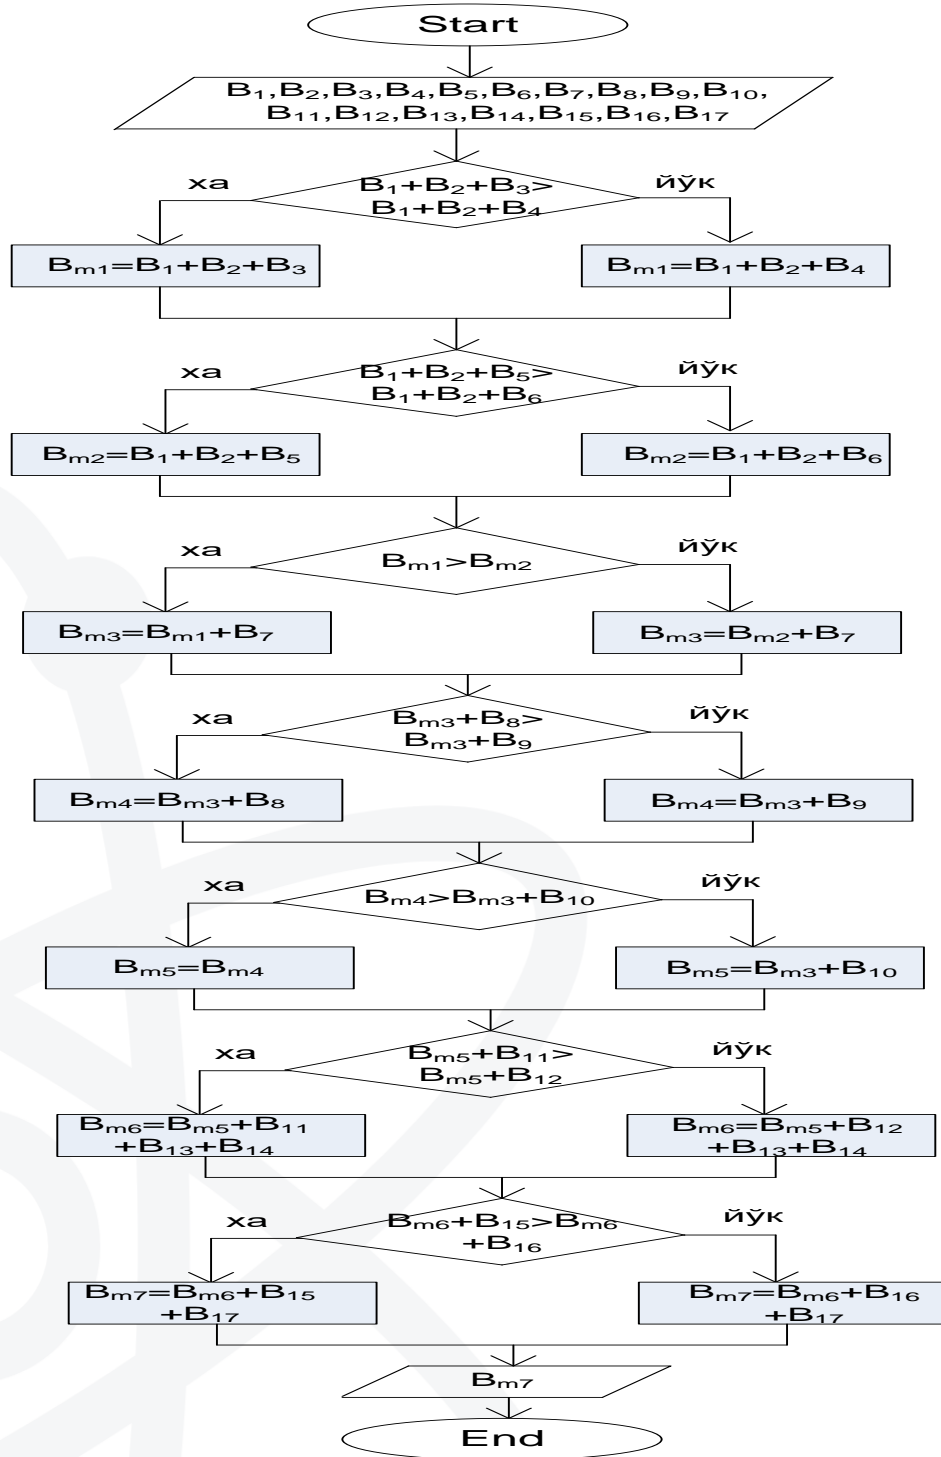 Start
B₁,B₂,B₃,B₄,B₅,B₆,B₇,B₈,B₉,B₁₀,
B₁₁,B₁₂,B₁₃,B₁₄,B₁₅,B₁₆,B₁₇
ха
B₁+B₂+B₃>
B₁+B₂+B₄
йўк
Bₘ₁=B₁+B₂+B₃
Bₘ₁=B₁+B₂+B₄
ха
B₁+B₂+B₅>
B₁+B₂+B₆
йўк
Bₘ₂=B₁+B₂+B₅
Bₘ₂=B₁+B₂+B₆
ха
Bₘ₁>Bₘ₂
йўк
Bₘ₃=Bₘ₁+B₇
Bₘ₃=Bₘ₂+B₇
ха
Bₘ₃+B₈>
Bₘ₃+B₉
йўк
Bₘ₄=Bₘ₃+B₈
Bₘ₄=Bₘ₃+B₉
ха
Bₘ₄>Bₘ₃+B₁₀
йўк
Bₘ₅=Bₘ₄
Bₘ₅=Bₘ₃+B₁₀
ха
Bₘ₅+B₁₁>
Bₘ₅+B₁₂
йўк
Bₘ₆=Bₘ₅+B₁₁
+B₁₃+B₁₄
Bₘ₆=Bₘ₅+B₁₂
+B₁₃+B₁₄
ха
Bₘ₆+B₁₅>Bₘ₆
+B₁₆
йўк
Bₘ₇=Bₘ₆+B₁₅
+B₁₇
Bₘ₇=Bₘ₆+B₁₆
+B₁₇
Bₘ₇
End